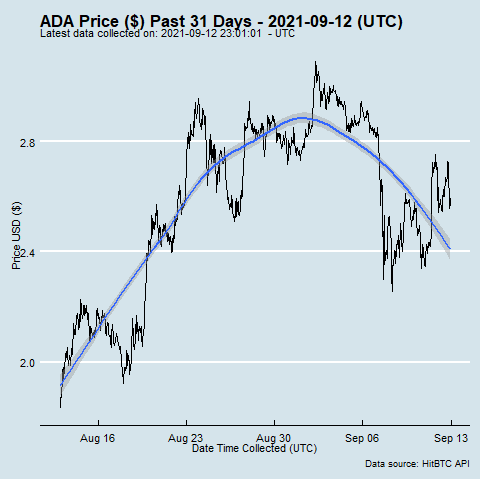 ADA Price ($) Past 31 Days - 2021-09-12 (UTC)
Latest data collected on: 2021-09-12 23:01:01 - UTC
Price USD ($)
2.8
2.4
2.0
Aug 16 Aug 23 Aug 30 Sep 06 Sep 13
Date Time Collected (UTC)
Data source: HitBTC API